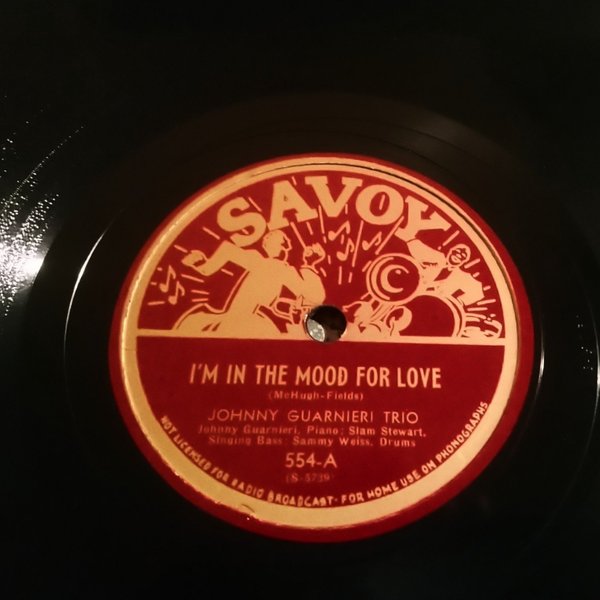 SAVOY
C
I'M IN THE MOOD FOR LOVE
(McHugh-Fields)
JOHNNY GUARNIERI TRIO
Johnny Guarnieri, Piano: Slam Stewart,
Singing Bass: Sammy Weiss, Drums
554-A
(S-5739)
NOT LICENSED FOR RADIO BROADCAST · FOR HOME USE ON PHONOGRAPHS